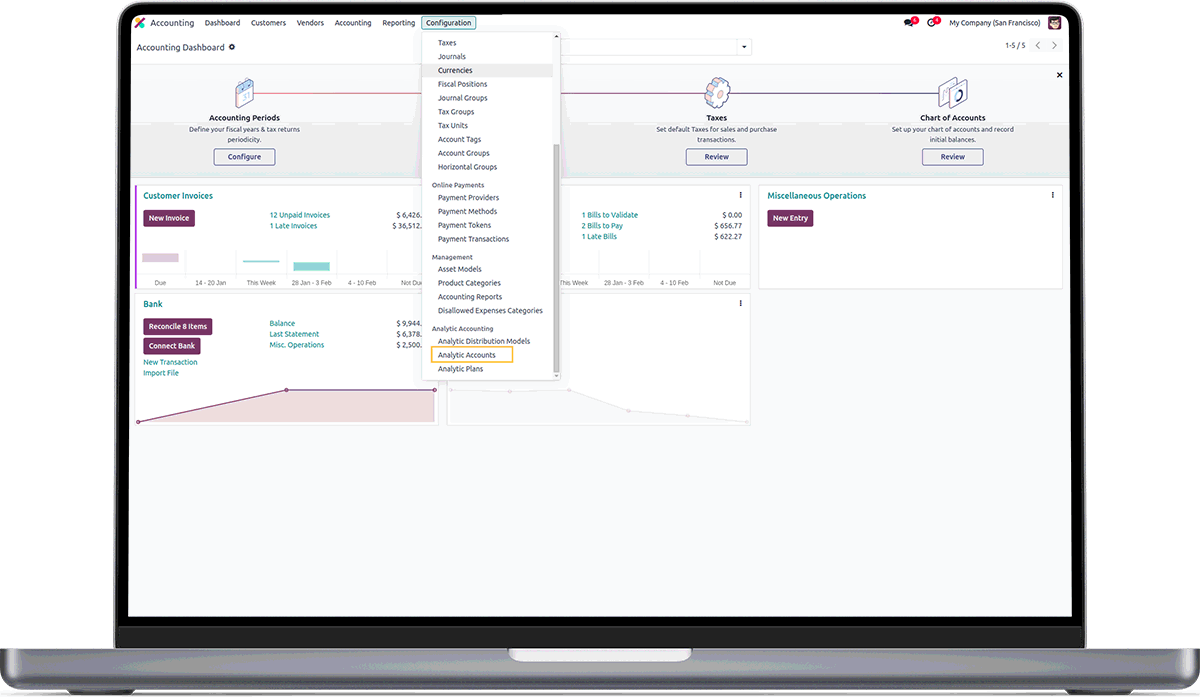 Accounting Dashboard Customers Vendors Accounting Reporting Configuration My Company (San Francisco)
Accounting Dashboard 1-5 / 5
Taxes
Journals
Currencies
Fiscal Positions
Journal Groups
Tax Groups
Tax Units
Account Tags
Account Groups
Horizontal Groups
Online Payments
Payment Providers
Payment Methods
Payment Tokens
Payment Transactions
Management
Asset Models
Product Categories
Accounting Reports
Disallowed Expenses Categories
Analytic Accounting
Analytic Distribution Models
Analytic Accounts
Analytic Plans
Accounting Periods
Define your fiscal years & tax returns
periodicity.
Configure
Taxes
Set default Taxes for sales and purchase
transactions.
Review
Chart of Accounts
Set up your chart of accounts and record
initial balances.
Review
Customer Invoices
New Invoice
12 Unpaid Invoices $ 6,426.
1 Late Invoices $ 36,512.
Due 14 - 20 Jan This Week 28 Jan - 3 Feb 4 - 10 Feb Not Du
1 Bills to Validate $ 0.00
2 Bills to Pay $ 656.77
1 Late Bills $ 622.27
This Week 28 Jan - 3 Feb 4 - 10 Feb Not Due
Miscellaneous Operations
New Entry
Bank
Reconcile 8 Items
Connect Bank
New Transaction
Import File
Balance $ 9,944.
Last Statement $ 6,378.
Misc. Operations $ 2,500.